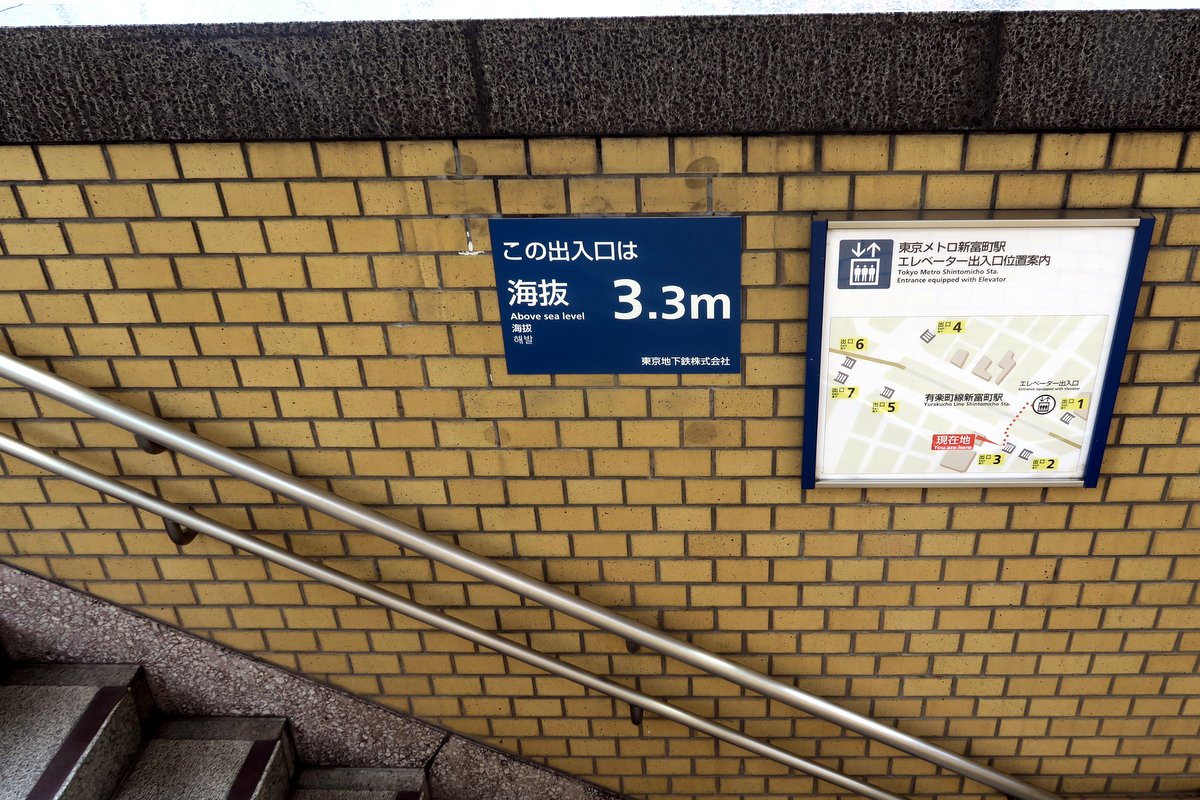 この出入口は
海抜 3.3m
Above sea level
海拔
해발
東京地下鉄株式会社
東京メトロ新富町駅
エレベーター出入口位置案内
Tokyo Metro Shintomicho Sta.
Entrance equipped with Elevator
出口 4
出口 6
エレベーター出入口
Entrance equipped with Elevator
出口 7
出口 5
有楽町線新富町駅
Yurakucho Line Shintomicho Sta.
出口 1
現在地
You are here
出口 3
出口 2